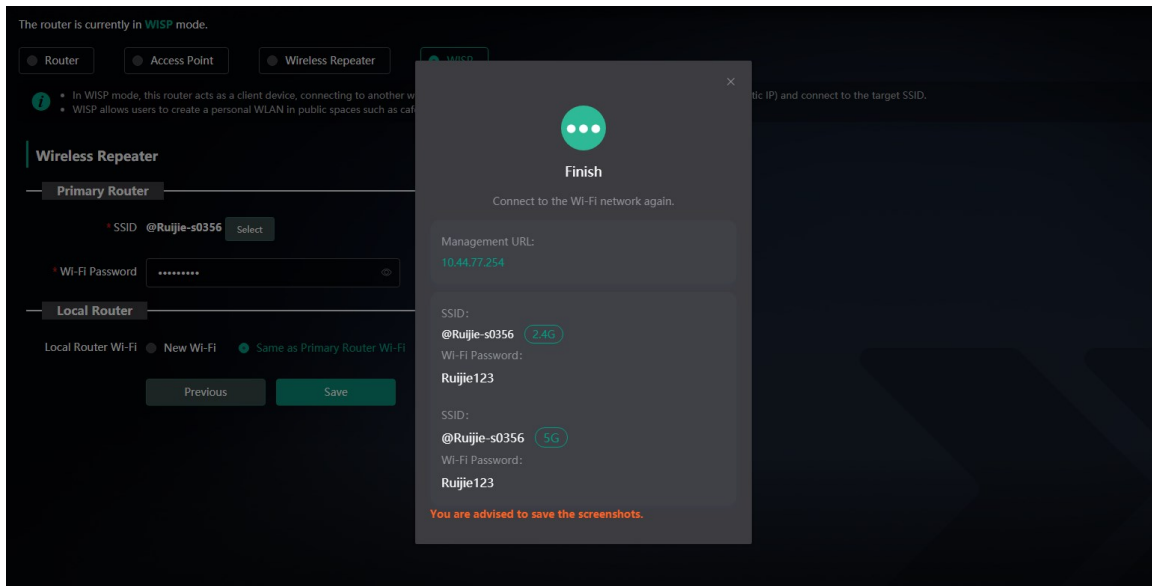 The router is currently in WISP mode.
Router
Access Point
Wireless Repeater
WISP
• In WISP mode, this router acts as a client device, connecting to another w
tic IP) and connect to the target SSID.
• WISP allows users to create a personal WLAN in public spaces such as caf
Wireless Repeater
Primary Router
* SSID @Ruijie-s0356 Select
* Wi-Fi Password •••••••••
Local Router
Local Router Wi-Fi New Wi-Fi Same as Primary Router Wi-Fi
Previous Save
×
Finish
Connect to the Wi-Fi network again.
Management URL:
10.44.77.254
SSID:
@Ruijie-s0356 2.4G
Wi-Fi Password:
Ruijie123
SSID:
@Ruijie-s0356 5G
Wi-Fi Password:
Ruijie123
You are advised to save the screenshots.